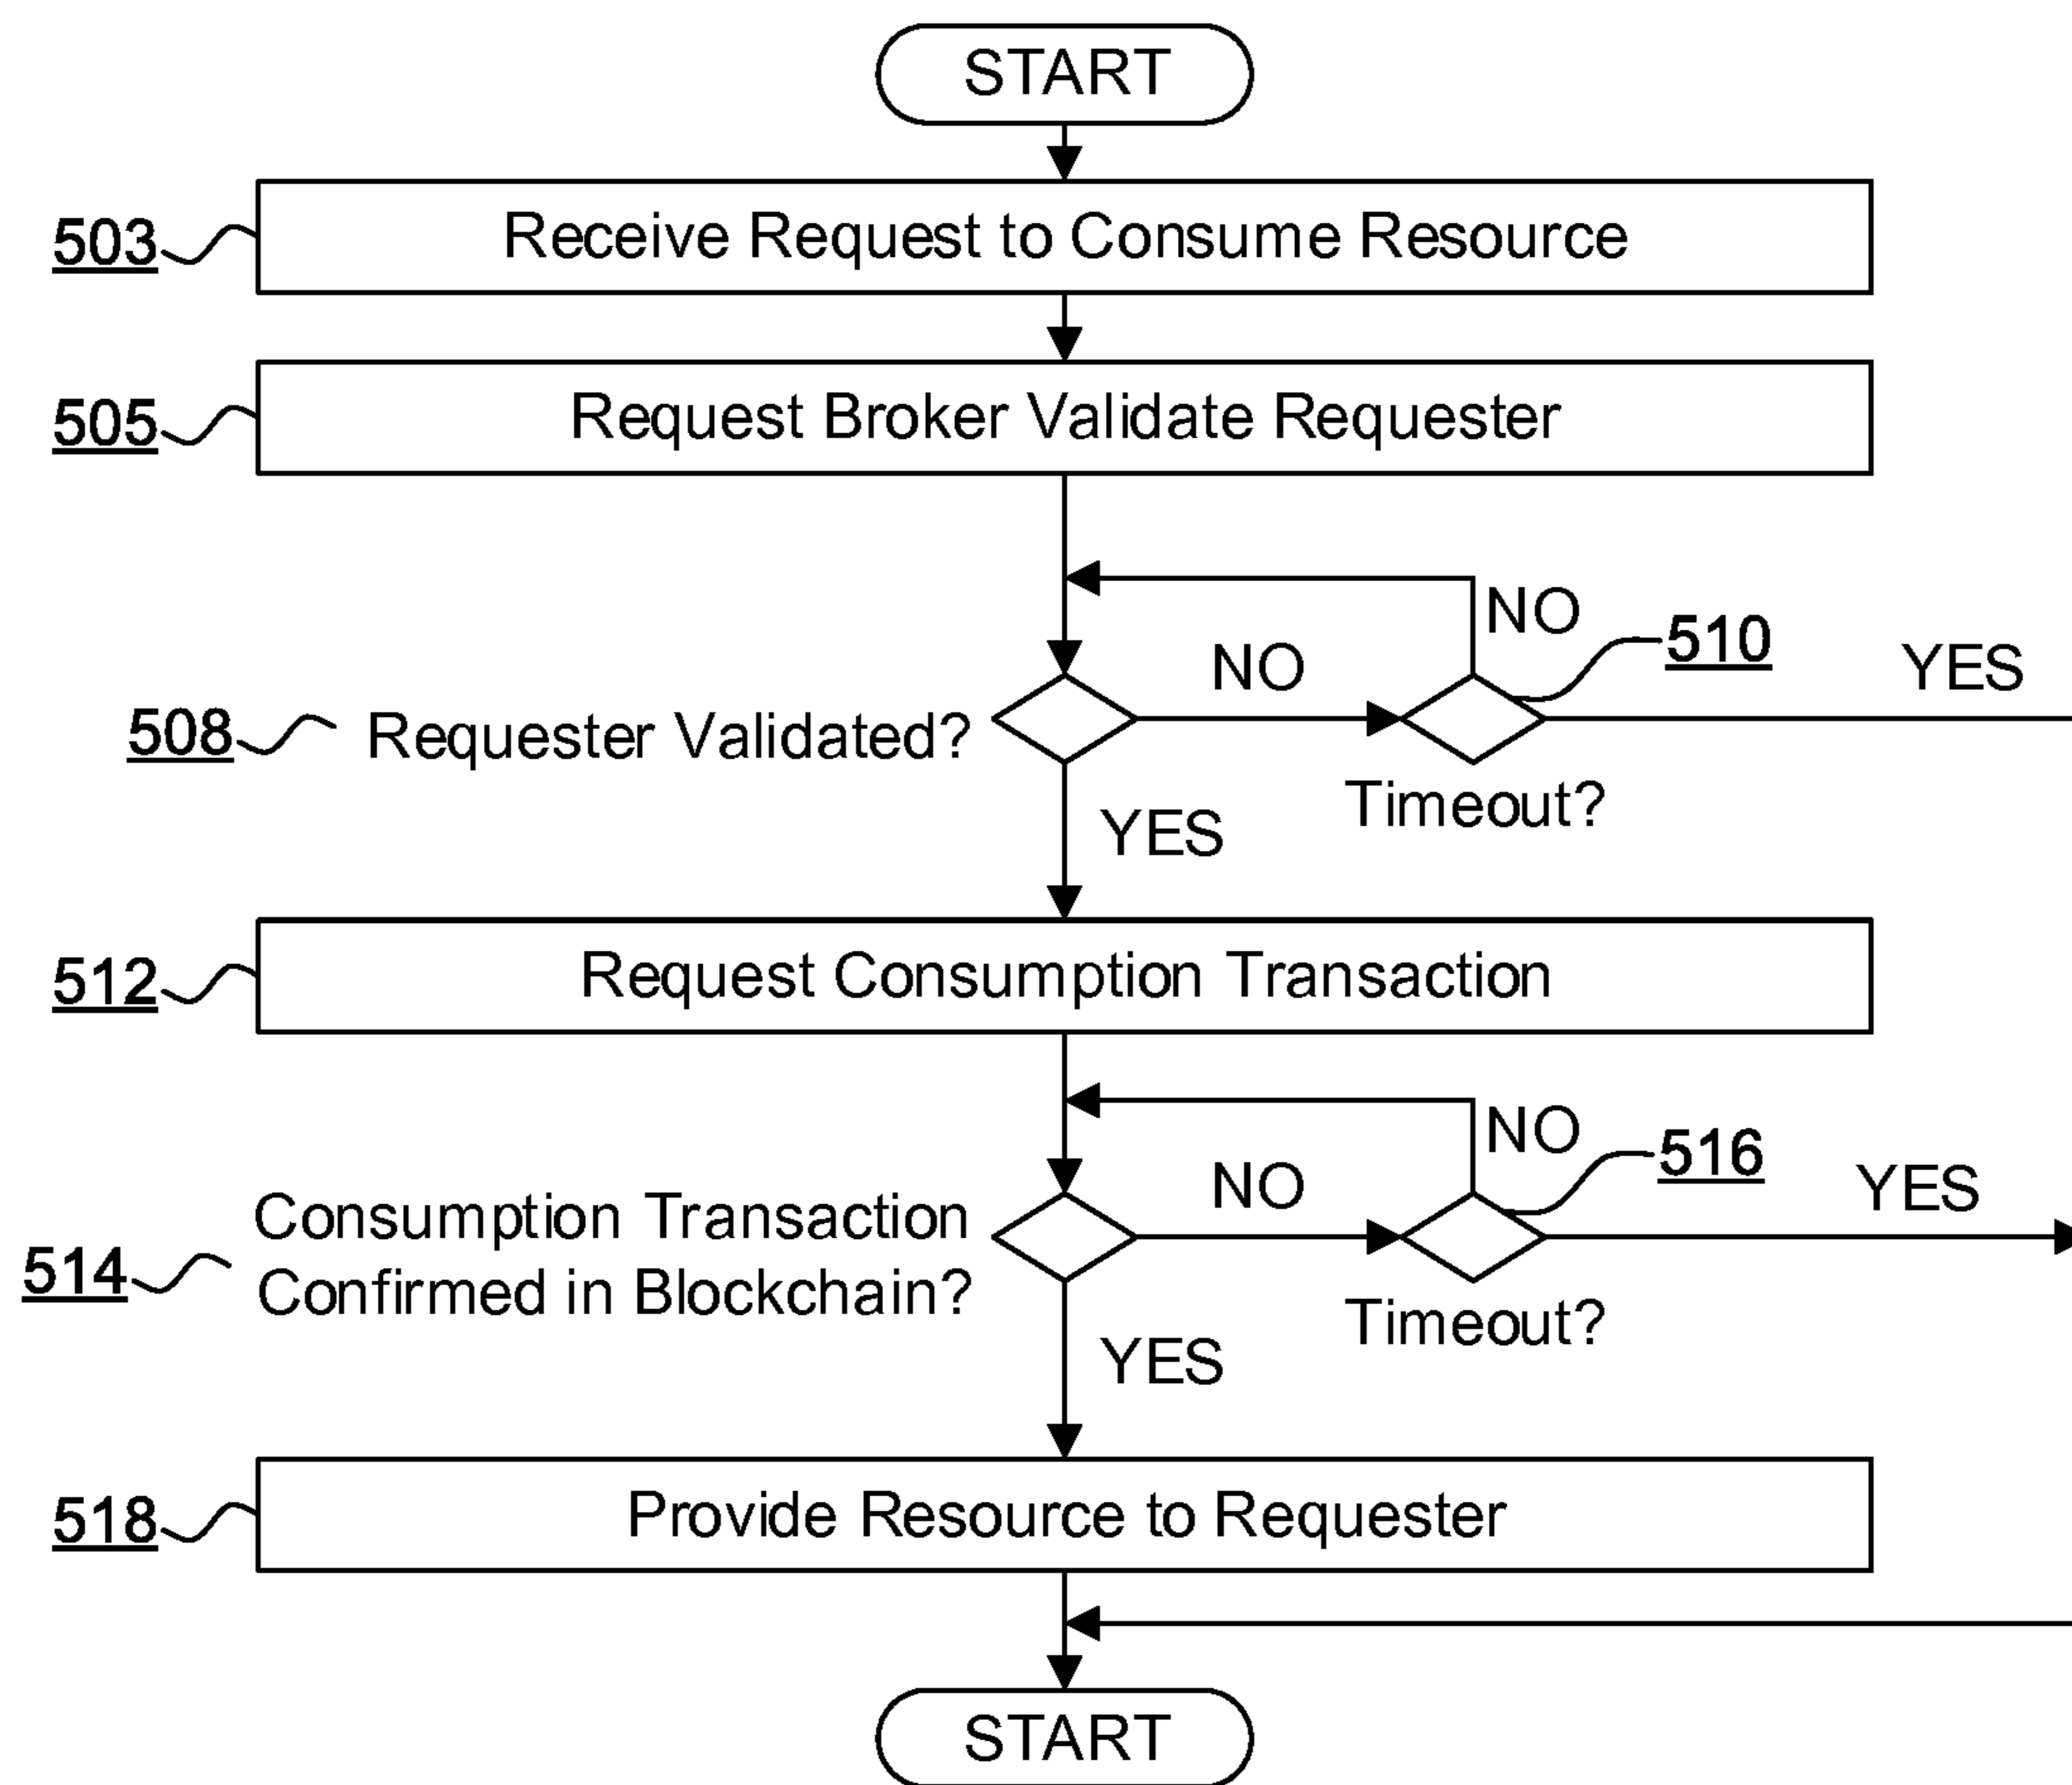 START
503
Receive Request to Consume Resource
505
Request Broker Validate Requester
NO
510
508
Requester Validated?
NO
YES
Timeout?
YES
512
Request Consumption Transaction
NO
516
514
Consumption Transaction
Confirmed in Blockchain?
NO
YES
Timeout?
YES
518
Provide Resource to Requester
START